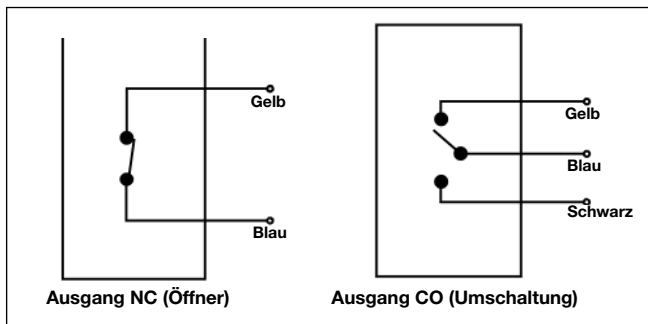 Gelb
Blau
Ausgang NC (Öffner)
Gelb
Blau
Schwarz
Ausgang CO (Umschaltung)